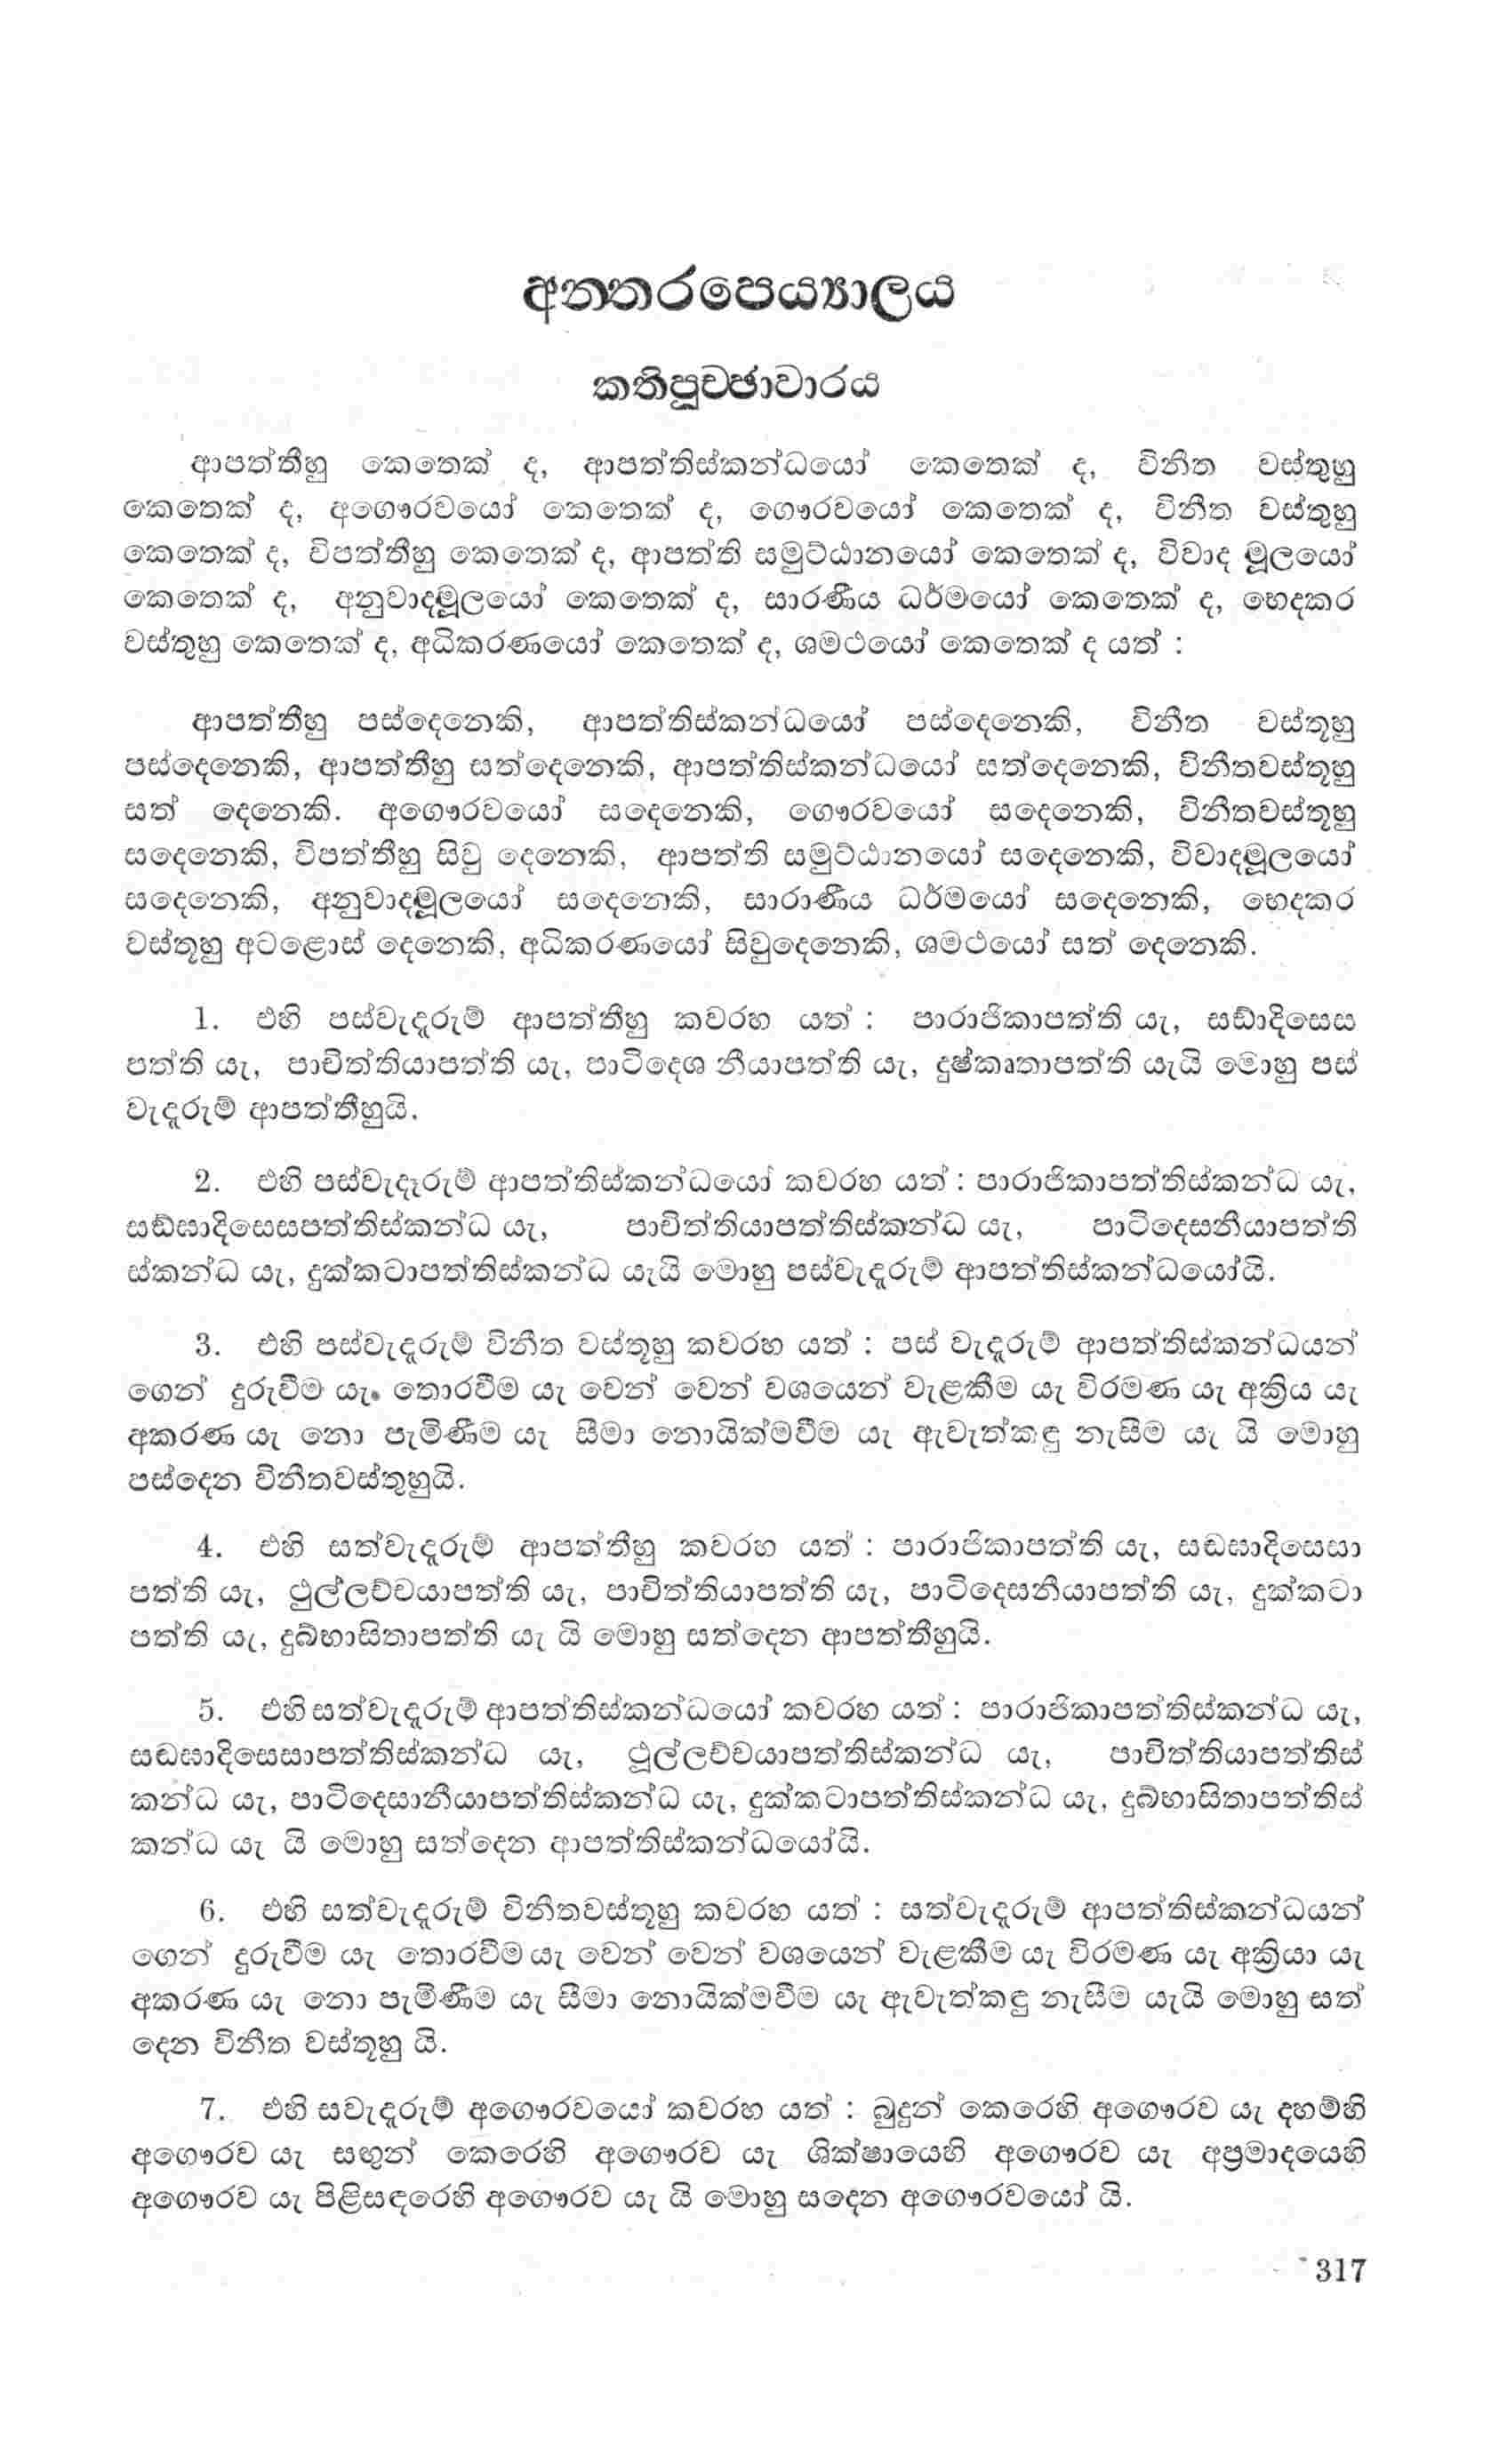 අන්තරපෙය්‍යාලය
කතිපුච්ඡාවාරය
ආපත්තීහු කෙතෙක් ද, ආපත්තිස්කන්ධයෝ කෙතෙක් ද, විනීත වස්තුහු
කෙතෙක් ද, අගෞරවයෝ කෙතෙක් ද, ගෞරවයෝ කෙතෙක් ද, විනීත වස්තුහු
කෙතෙක් ද, විපත්තීහු කෙතෙක් ද, ආපත්ති සමුට්ඨානයෝ කෙතෙක් ද, විවාද මූලයෝ
කෙතෙක් ද, අනුවාදමූලයෝ කෙතෙක් ද, සාරණීය ධර්මයෝ කෙතෙක් ද, භෙදකර
වස්තුහු කෙතෙක් ද, අධිකරණයෝ කෙතෙක් ද, ශමථයෝ කෙතෙක් ද යත් :
ආපත්තීහු පස්දෙනෙකි, ආපත්තිස්කන්ධයෝ පස්දෙනෙකි, විනීත වස්තූහු
පස්දෙනෙකි, ආපත්තීහු සත්දෙනෙකි, ආපත්තිස්කන්ධයෝ සත්දෙනෙකි, විනීතවස්තූහු
සත් දෙනෙකි. අගෞරවයෝ සදෙනෙකි, ගෞරවයෝ සදෙනෙකි, විනීතවස්තූහු
සදෙනෙකි, විපත්තීහු සිවු දෙනෙකි, ආපත්ති සමුට්ඨානයෝ සදෙනෙකි, විවාදමූලයෝ
සදෙනෙකි, අනුවාදමූලයෝ සදෙනෙකි, සාරාණීය ධර්මයෝ සදෙනෙකි, භෙදකර
වස්තූහු අටළොස් දෙනෙකි, අධිකරණයෝ සිවුදෙනෙකි, ශමථයෝ සත් දෙනෙකි.
1. එහි පස්වැදෑරුම් ආපත්තීහු කවරහ යත් : පාරාජිකාපත්ති යැ, සඞ්ඝාදිසෙස
පත්ති යැ, පාචිත්තියාපත්ති යැ, පාටිදෙශ නීයාපත්ති යැ, දුෂ්කෘතාපත්ති යැයි මොහු පස්
වැදෑරුම් ආපත්තීහුයි.
2. එහි පස්වැදෑරුම් ආපත්තිස්කන්ධයෝ කවරහ යත් : පාරාජිකාපත්තිස්කන්ධ යැ,
සඞ්ඝාදිසෙසපත්තිස්කන්ධ යැ, පාචිත්තියාපත්තිස්කන්ධ යැ, පාටිදෙසනීයාපත්ති
ස්කන්ධ යැ, දුක්කටාපත්තිස්කන්ධ යැයි මොහු පස්වැදෑරුම් ආපත්තිස්කන්ධයෝයි.
3. එහි පස්වැදෑරුම් විනීත වස්තූහු කවරහ යත් : පස් වැදෑරුම් ආපත්තිස්කන්ධයන්
ගෙන් දුරුවීම යැ. තොරවීම යැ වෙන් වෙන් වශයෙන් වැළකීම යැ විරමණ යැ අක්‍රිය යැ
අකරණ යැ නො පැමිණීම යැ සීමා නොයික්මවීම යැ ඇවැත්කඳු නැසීම යැ යි මොහු
පස්දෙන විනීතවස්තුහුයි.
4. එහි සත්වැදෑරුම් ආපත්තීහු කවරහ යත් : පාරාජිකාපත්ති යැ, සඞඝාදිසෙසා
පත්ති යැ, ථුල්ලච්චයාපත්ති යැ, පාචිත්තියාපත්ති යැ, පාටිදෙසනීයාපත්ති යැ, දුක්කටා
පත්ති යැ, දුබ්භාසිතාපත්ති යැ යි මොහු සත්දෙන ආපත්තීහුයි.
5. එහි සත්වැදෑරුම් ආපත්තිස්කන්ධයෝ කවරහ යත් : පාරාජිකාපත්තිස්කන්ධ යැ,
සඞඝාදිසෙසාපත්තිස්කන්ධ යැ, ථූල්ලච්චයාපත්තිස්කන්ධ යැ, පාචිත්තියාපත්තිස්
කන්ධ යැ, පාටිදෙසානීයාපත්තිස්කන්ධ යැ, දුක්කටාපත්තිස්කන්ධ යැ, දුබ්භාසිතාපත්තිස්
කන්ධ යැ යි මොහු සත්දෙන ආපත්තිස්කන්ධයෝයි.
6. එහි සත්වැදෑරුම් විනීතවස්තූහු කවරහ යත් : සත්වැදෑරුම් ආපත්තිස්කන්ධයන්
ගෙන් දුරුවීම යැ තොරවීම යැ වෙන් වෙන් වශයෙන් වැළකීම යැ විරමණ යැ අක්‍රියා යැ
අකරණ යැ නො පැමිණීම යැ සීමා නොයික්මවීම යැ ඇවැත්කඳු නැසීම යැයි මොහු සත්
දෙන විනීත වස්තූහු යි.
7. එහි සවැදෑරුම් අගෞරවයෝ කවරහ යත් : බුදුන් කෙරෙහි අගෞරව යැ දහම්හි
අගෞරව යැ සඟුන් කෙරෙහි අගෞරව යැ ශික්ෂායෙහි අගෞරව යැ අප්‍රමාදයෙහි
අගෞරව යැ පිළිසඳරෙහි අගෞරව යැ යි මොහු සදෙන අගෞරවයෝ යි.
317